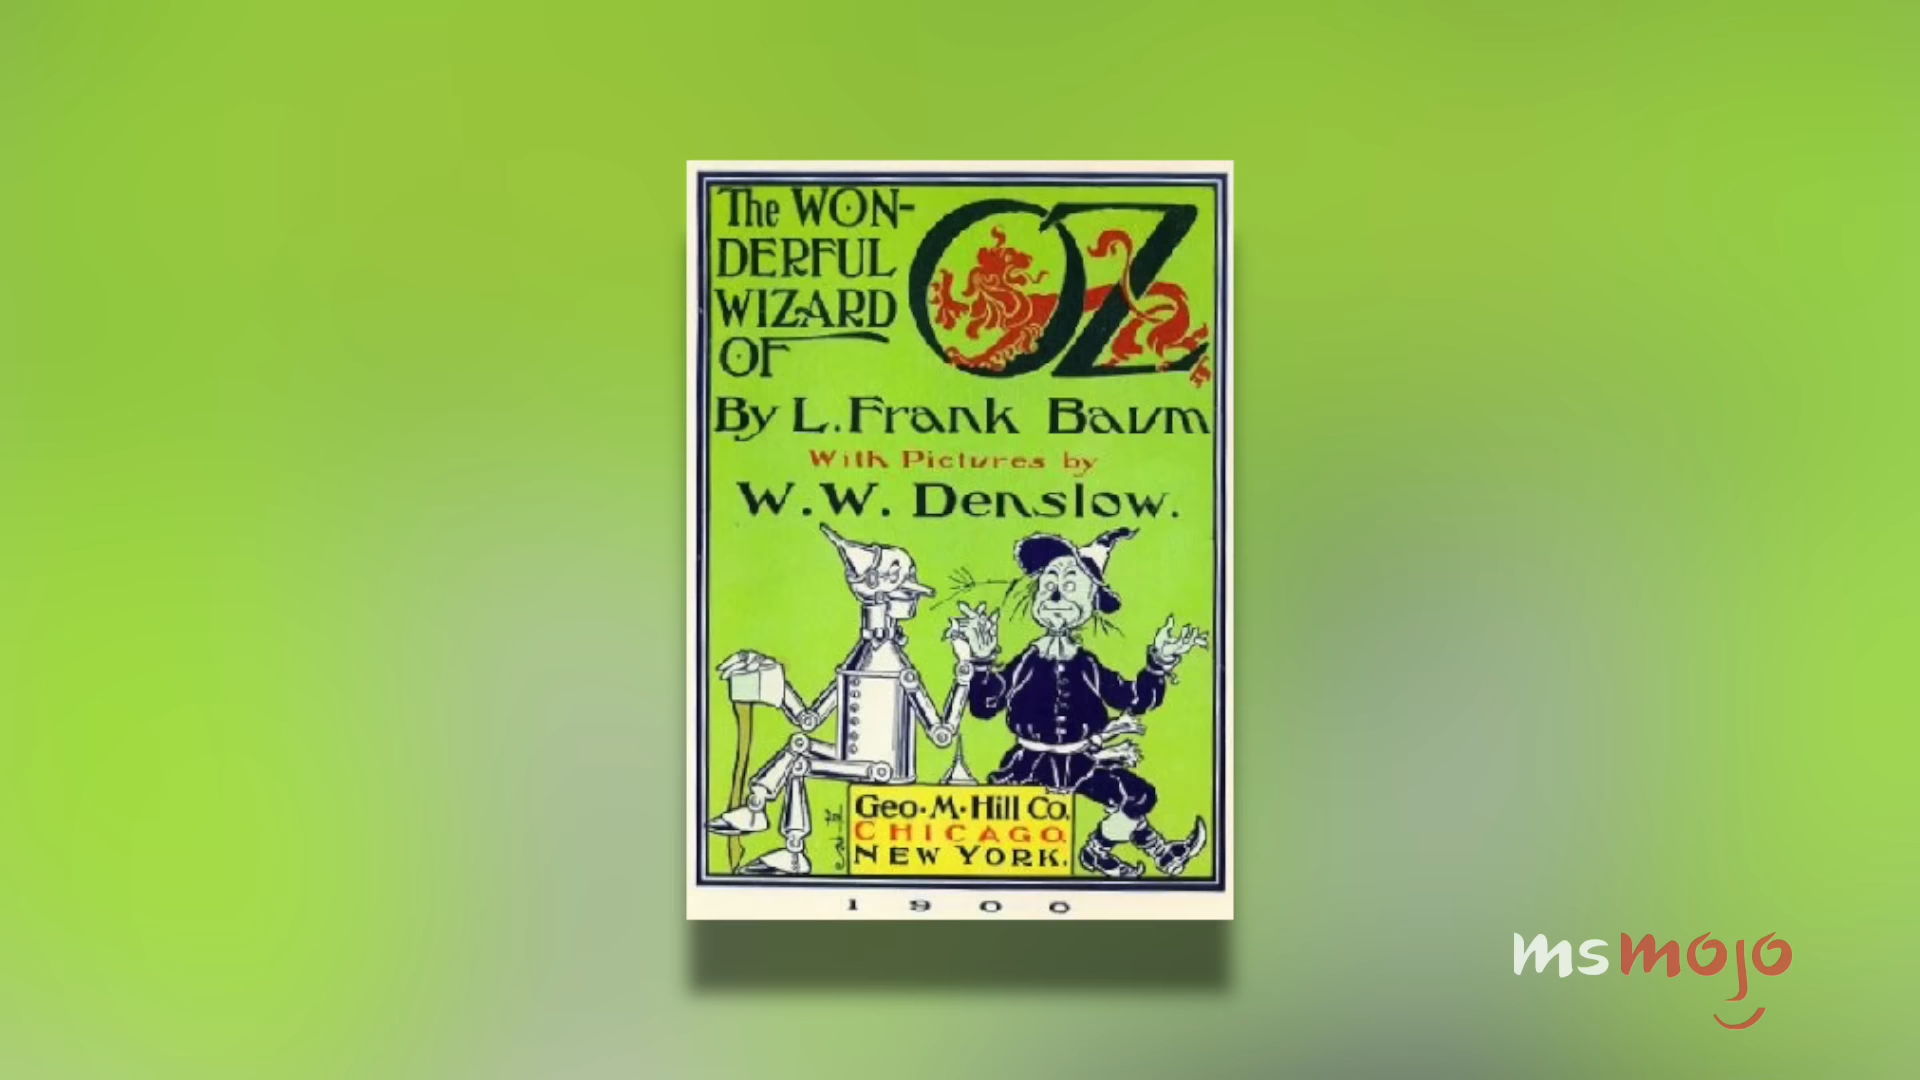 The WON-
DERFUL
WIZARD
OF
OZ
By L. Frank Baum
With Pictures by
W. W. Denslow.
Geo. M. Hill Co.
CHICAGO.
NEW YORK.
1900
msmojo